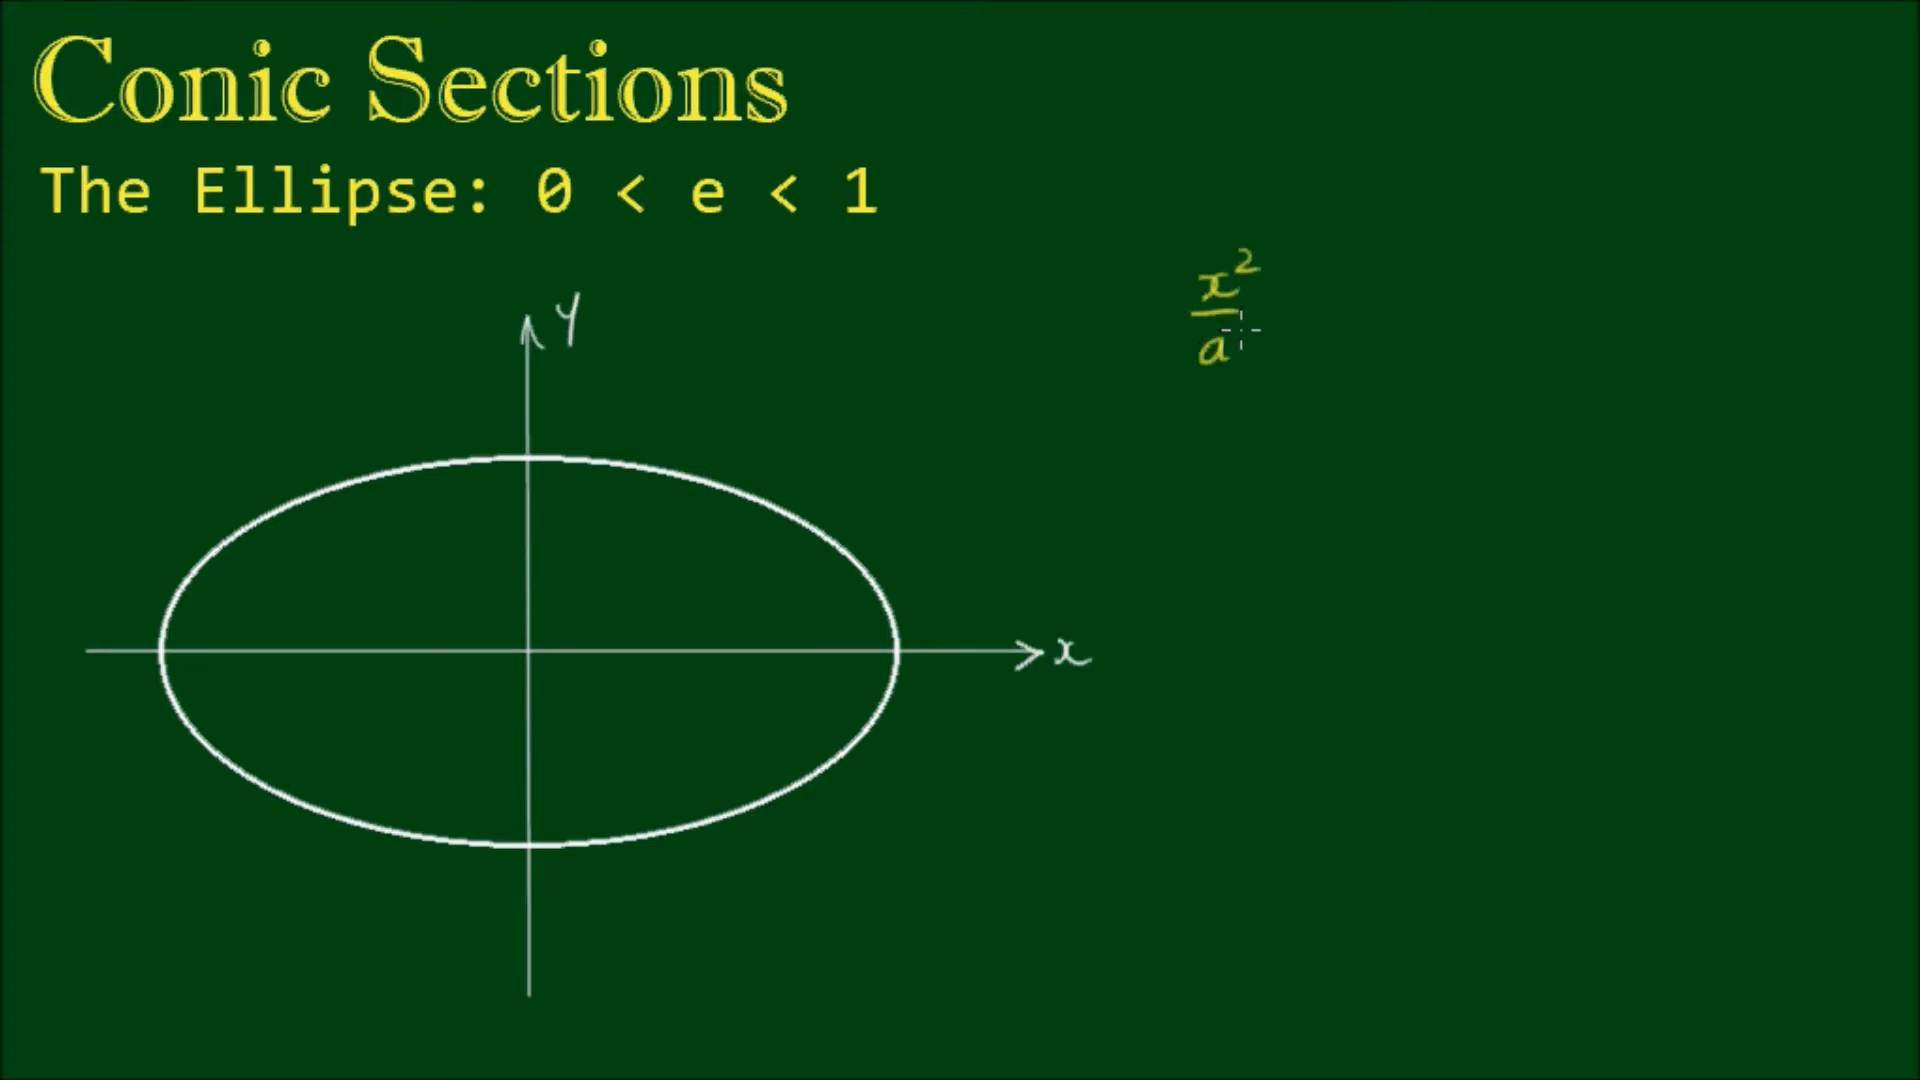 Conic Sections
The Ellipse: 0 < e < 1
x²
a
y
x